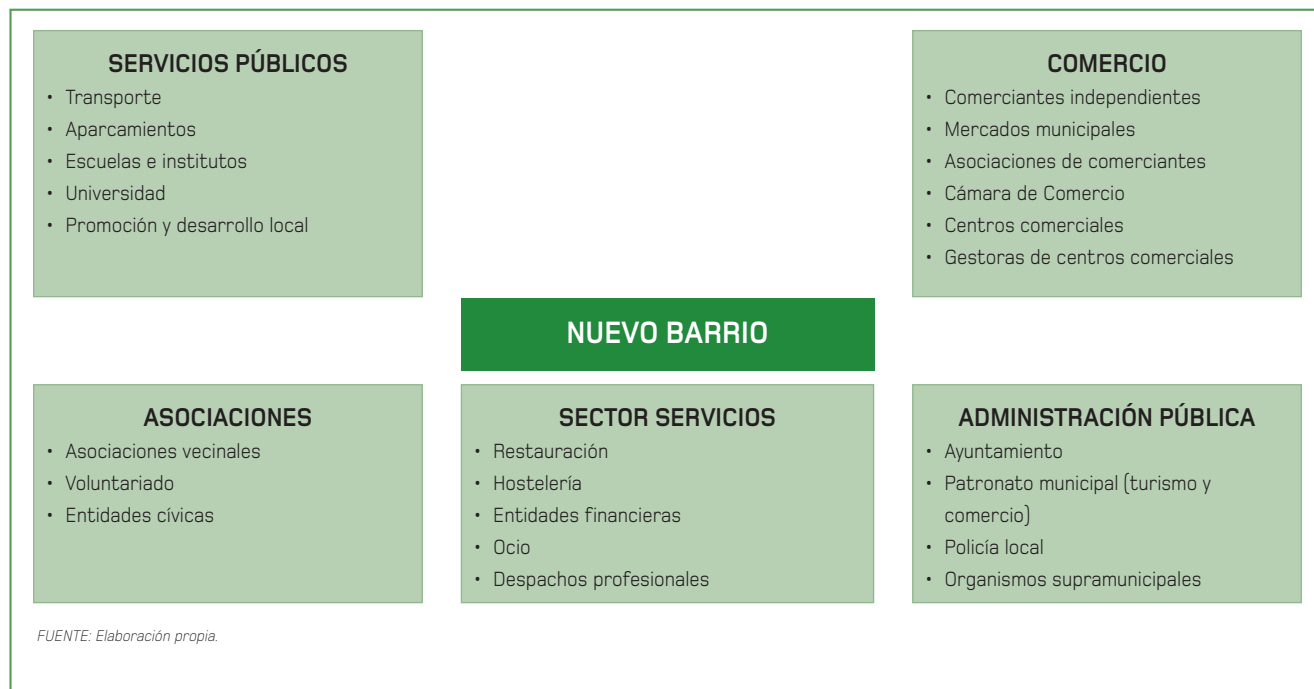 SERVICIOS PÚBLICOS
• Transporte
• Aparcamientos
• Escuelas e institutos
• Universidad
• Promoción y desarrollo local
COMERCIO
• Comerciantes independientes
• Mercados municipales
• Asociaciones de comerciantes
• Cámara de Comercio
• Centros comerciales
• Gestoras de centros comerciales
NUEVO BARRIO
ASOCIACIONES
• Asociaciones vecinales
• Voluntariado
• Entidades cívicas
SECTOR SERVICIOS
• Restauración
• Hostelería
• Entidades financieras
• Ocio
• Despachos profesionales
ADMINISTRACIÓN PÚBLICA
• Ayuntamiento
• Patronato municipal (turismo y
comercio)
• Policía local
• Organismos supramunicipales
FUENTE: Elaboración propia.